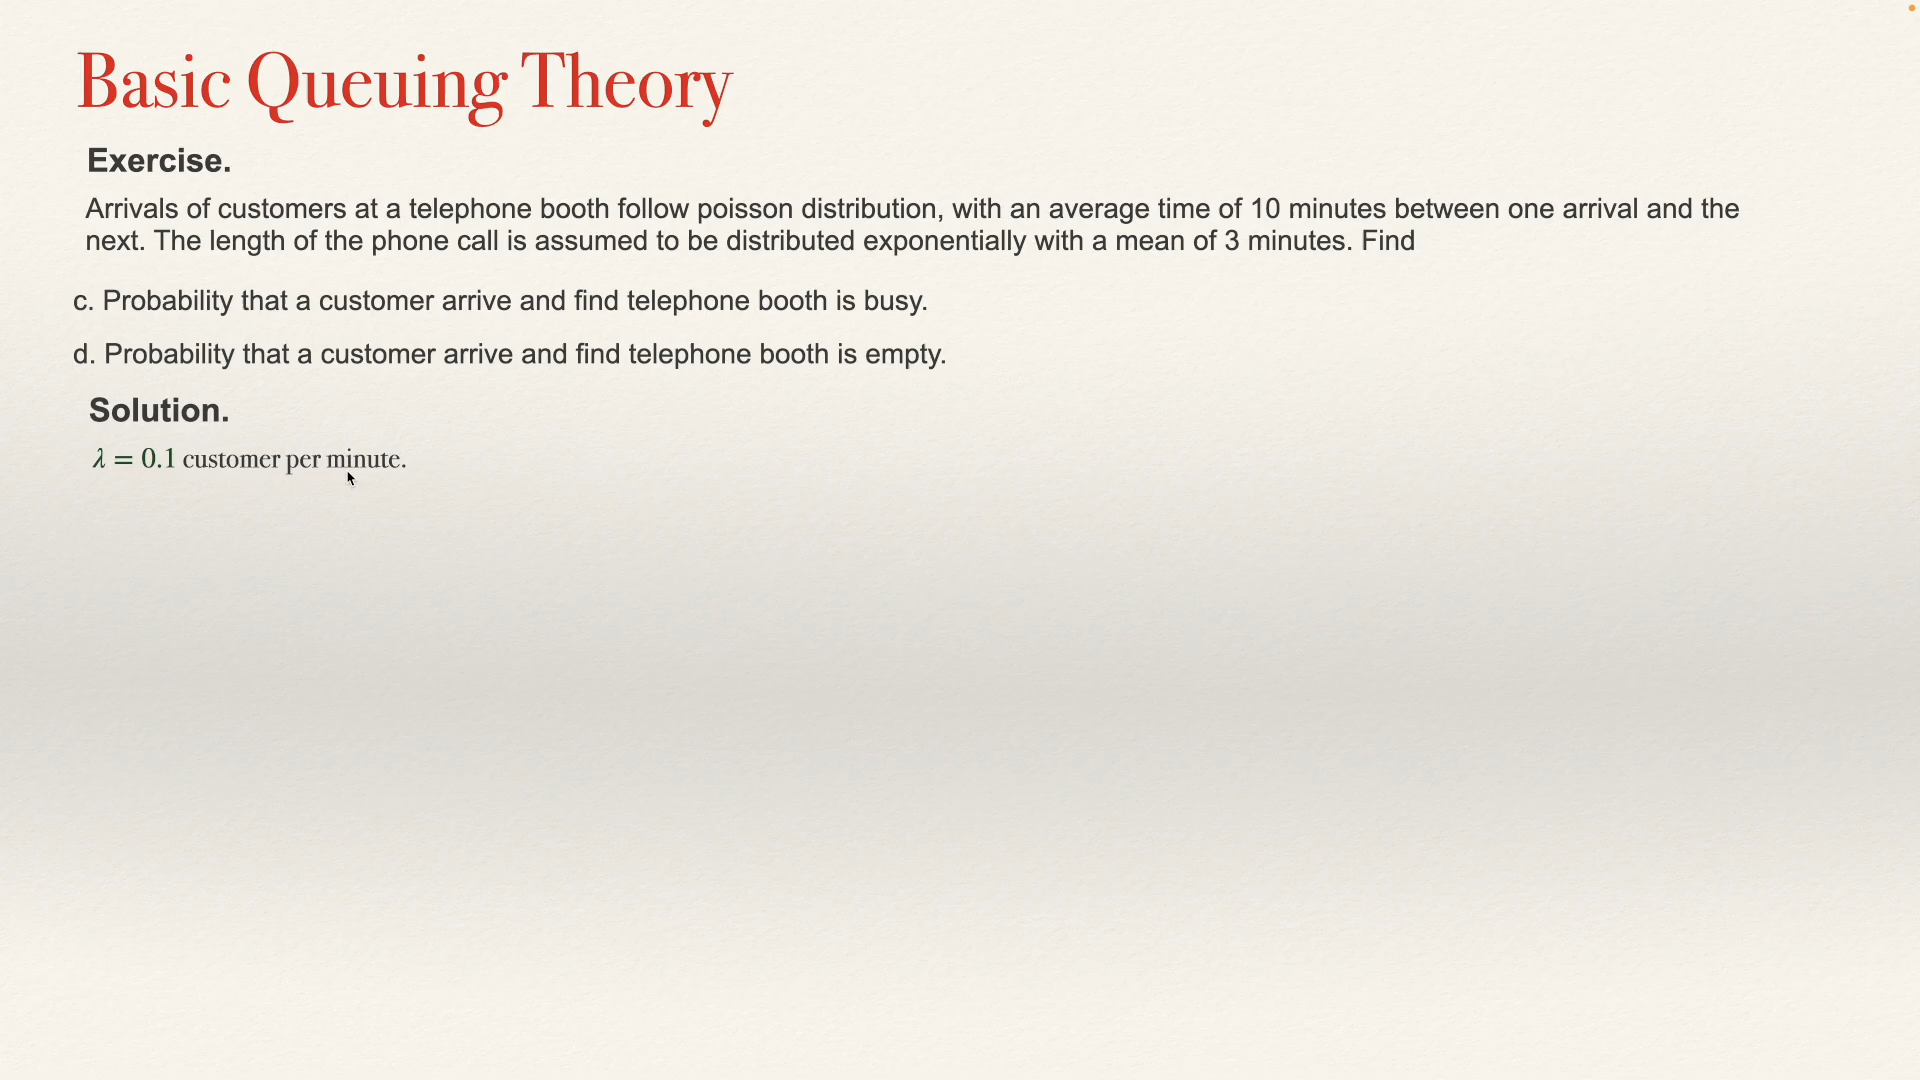 Basic Queuing Theory
Exercise.
Arrivals of customers at a telephone booth follow poisson distribution, with an average time of 10 minutes between one arrival and the
next. The length of the phone call is assumed to be distributed exponentially with a mean of 3 minutes. Find
c. Probability that a customer arrive and find telephone booth is busy.
d. Probability that a customer arrive and find telephone booth is empty.
Solution.
λ = 0.1 customer per minute.